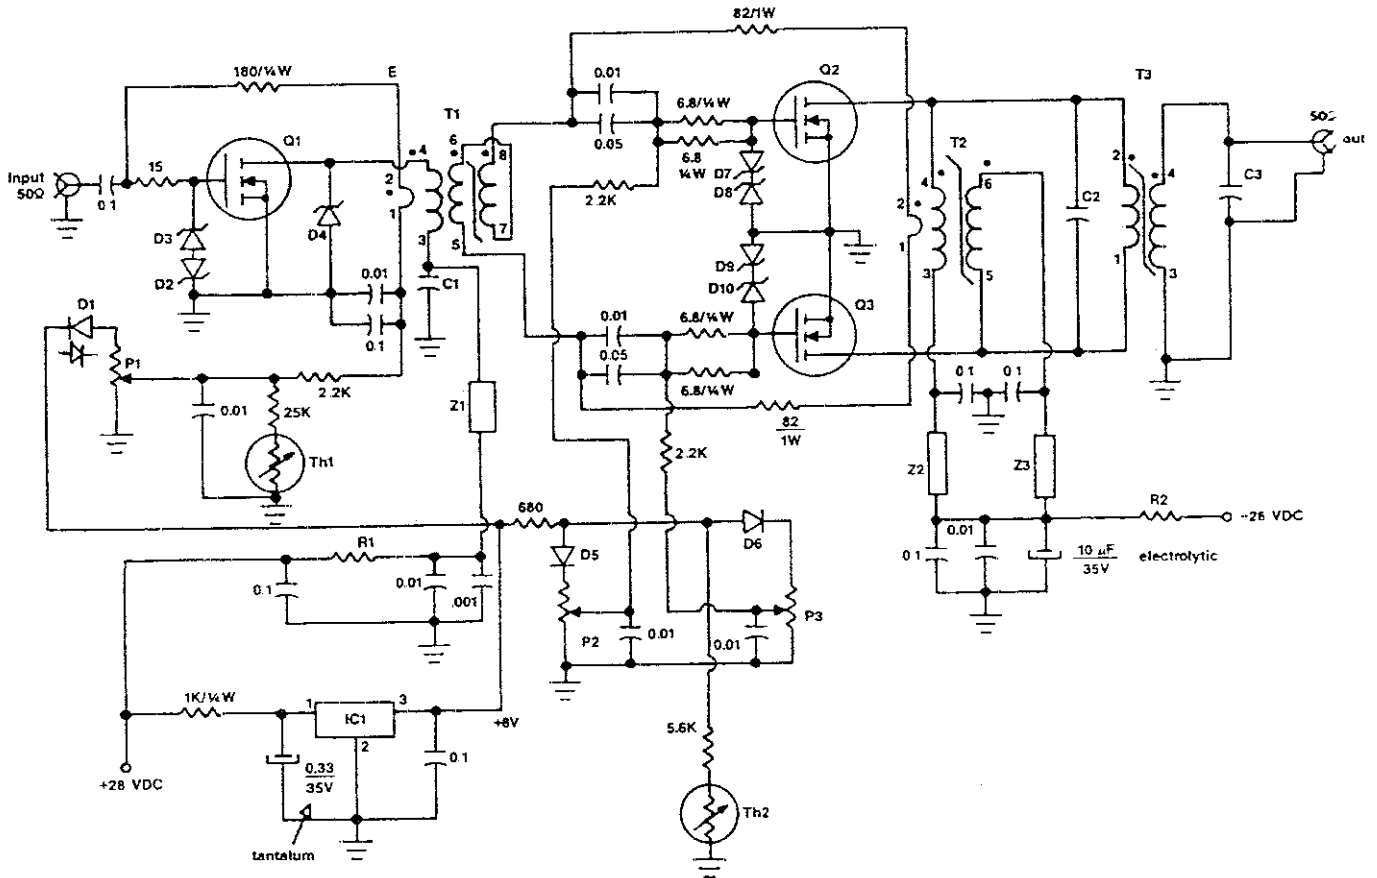 82/1W
180/¼W
E
0.01
Q2
T3
6.8/¼W
T1
50Ω
out
Q1
4
6
8
0.05
6.8
¼W
D7
T2
2
4
15
2
2.2K
D8
4
6
C3
Input
50Ω
0.1
1
7
2
C2
D3
D4
3
5
D9
1
1
3
D2
0.01
C1
D10
3
5
D1
0.01
6.8/¼W
Q3
P1
0.1
0.05
2.2K
Z1
6.8/¼W
0.1
0.1
0.01
25K
82
1W
Th1
2.2K
Z2
Z3
680
R2
-28 VDC
R1
D5
D6
0.01
10 µF
35V
electrolytic
0.1
0.1
0.01
.001
P2
0.01
0.01
P3
1K/¼W
1
3
IC1
+8V
2
0.1
5.6K
+28 VDC
0.33
35V
Th2
tantalum